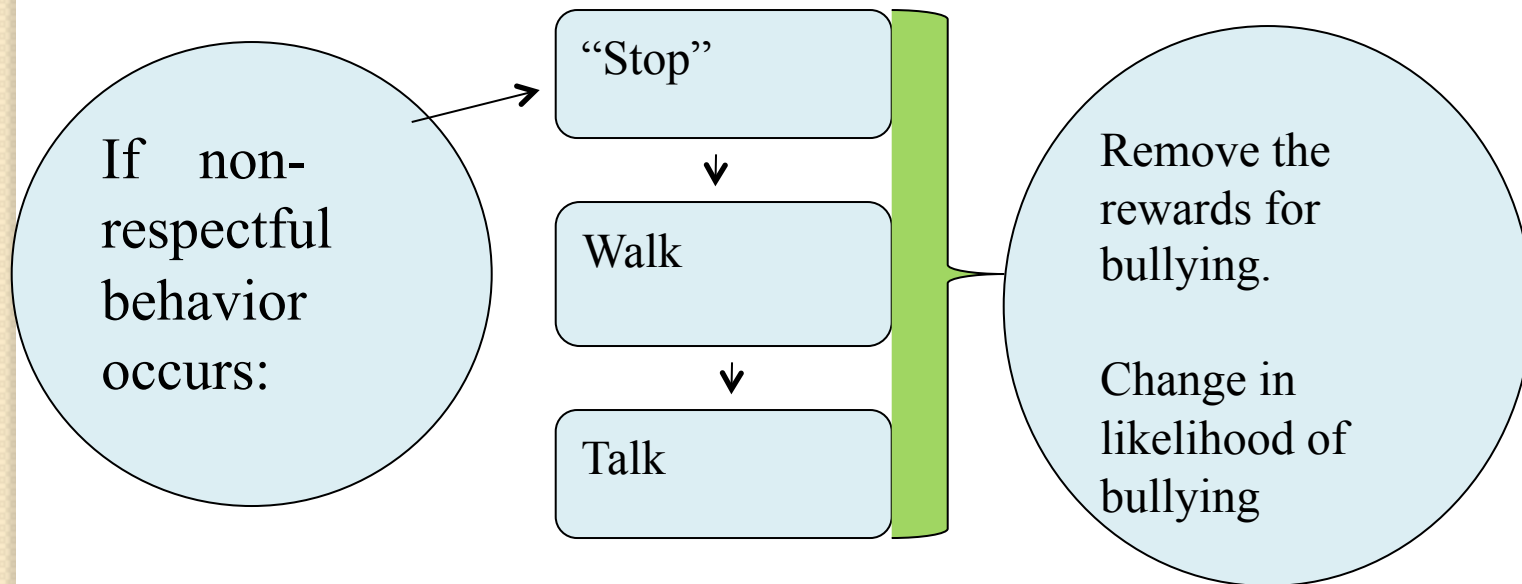 If non-
respectful
behavior
occurs:
“Stop”
Walk
Talk
Remove the
rewards for
bullying.
Change in
likelihood of
bullying